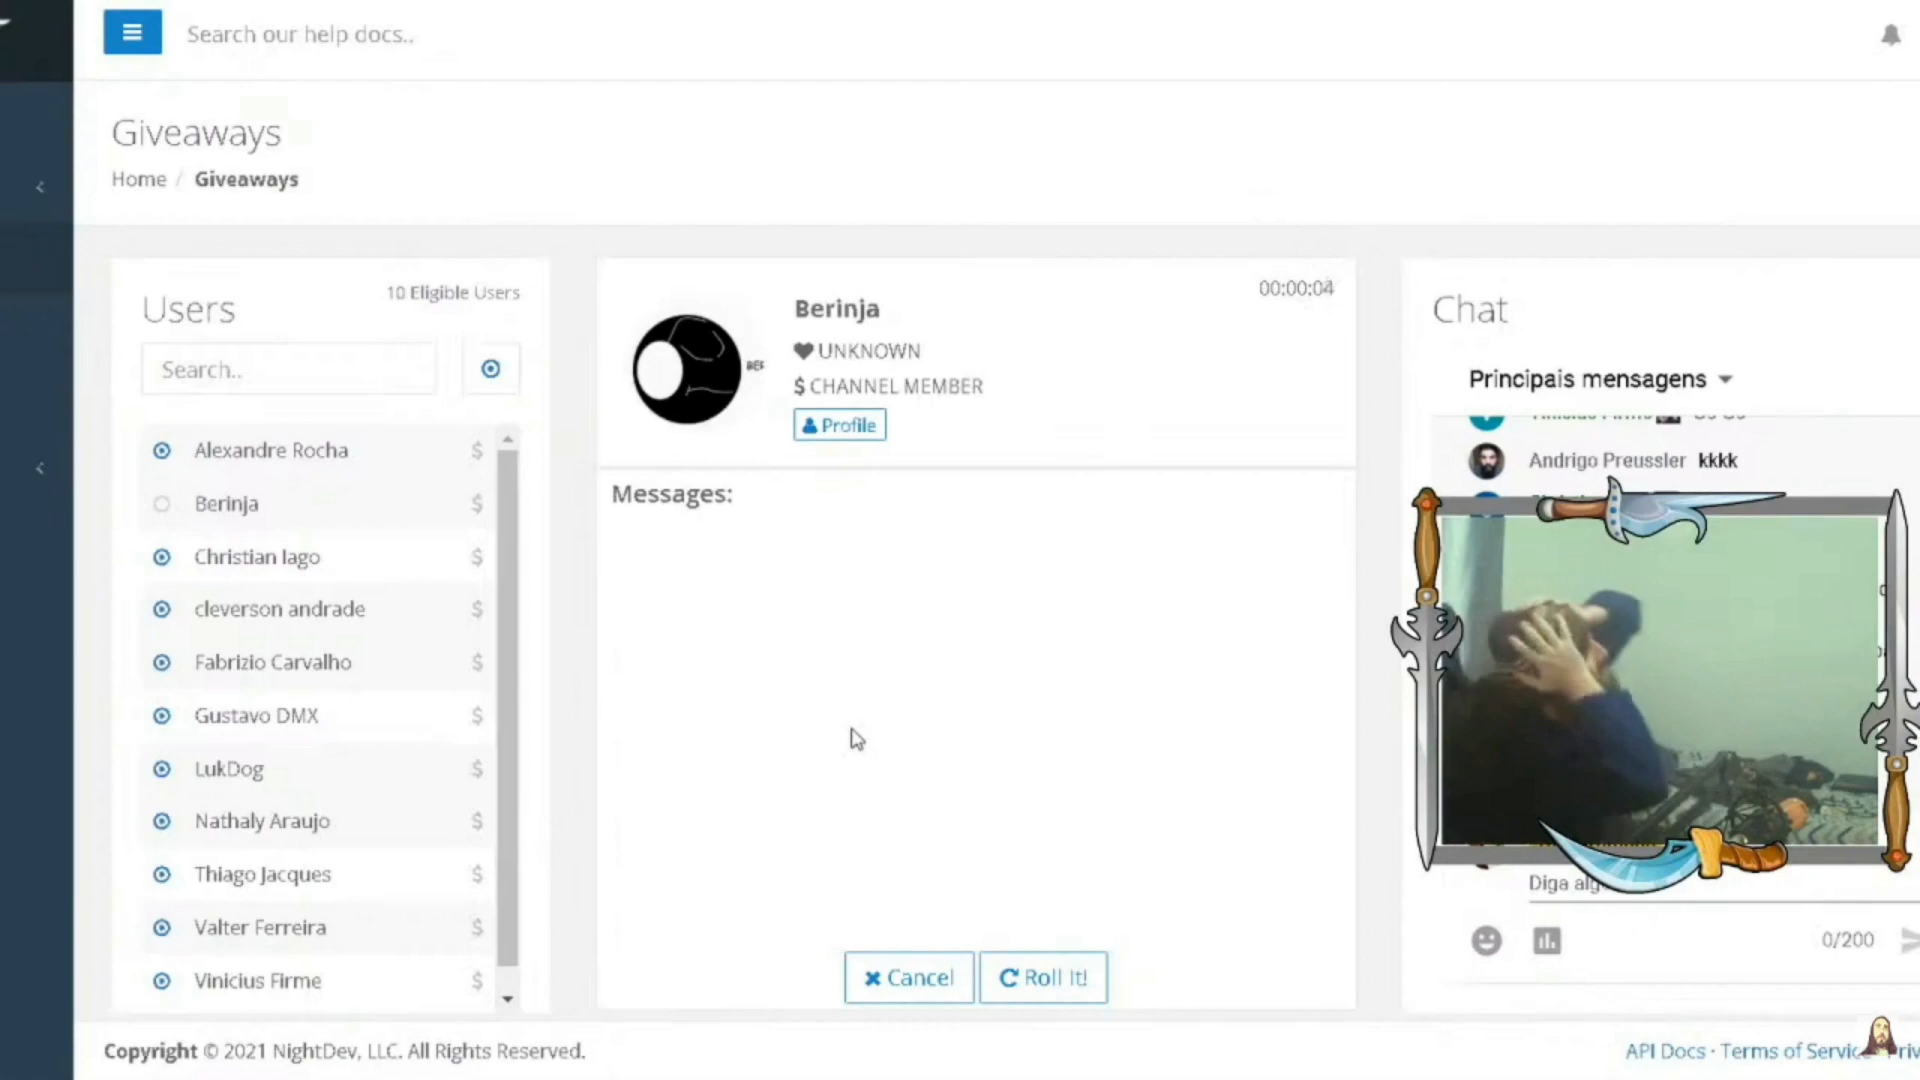 Search our help docs..
Giveaways
Home / Giveaways
Users
10 Eligible Users
Search..
Alexandre Rocha $
Berinja $
Christian Iago $
cleverson andrade $
Fabrizio Carvalho $
Gustavo DMX $
LukDog $
Nathaly Araujo $
Thiago Jacques $
Valter Ferreira $
Vinicius Firme $
BEF
Berinja
00:00:04
UNKNOWN
$ CHANNEL MEMBER
Profile
Messages:
Cancel
Roll It!
Chat
Principais mensagens
Andrigo Preussler kkkk
Diga alg
0/200
Copyright © 2021 NightDev, LLC. All Rights Reserved.
API Docs · Terms of Servic